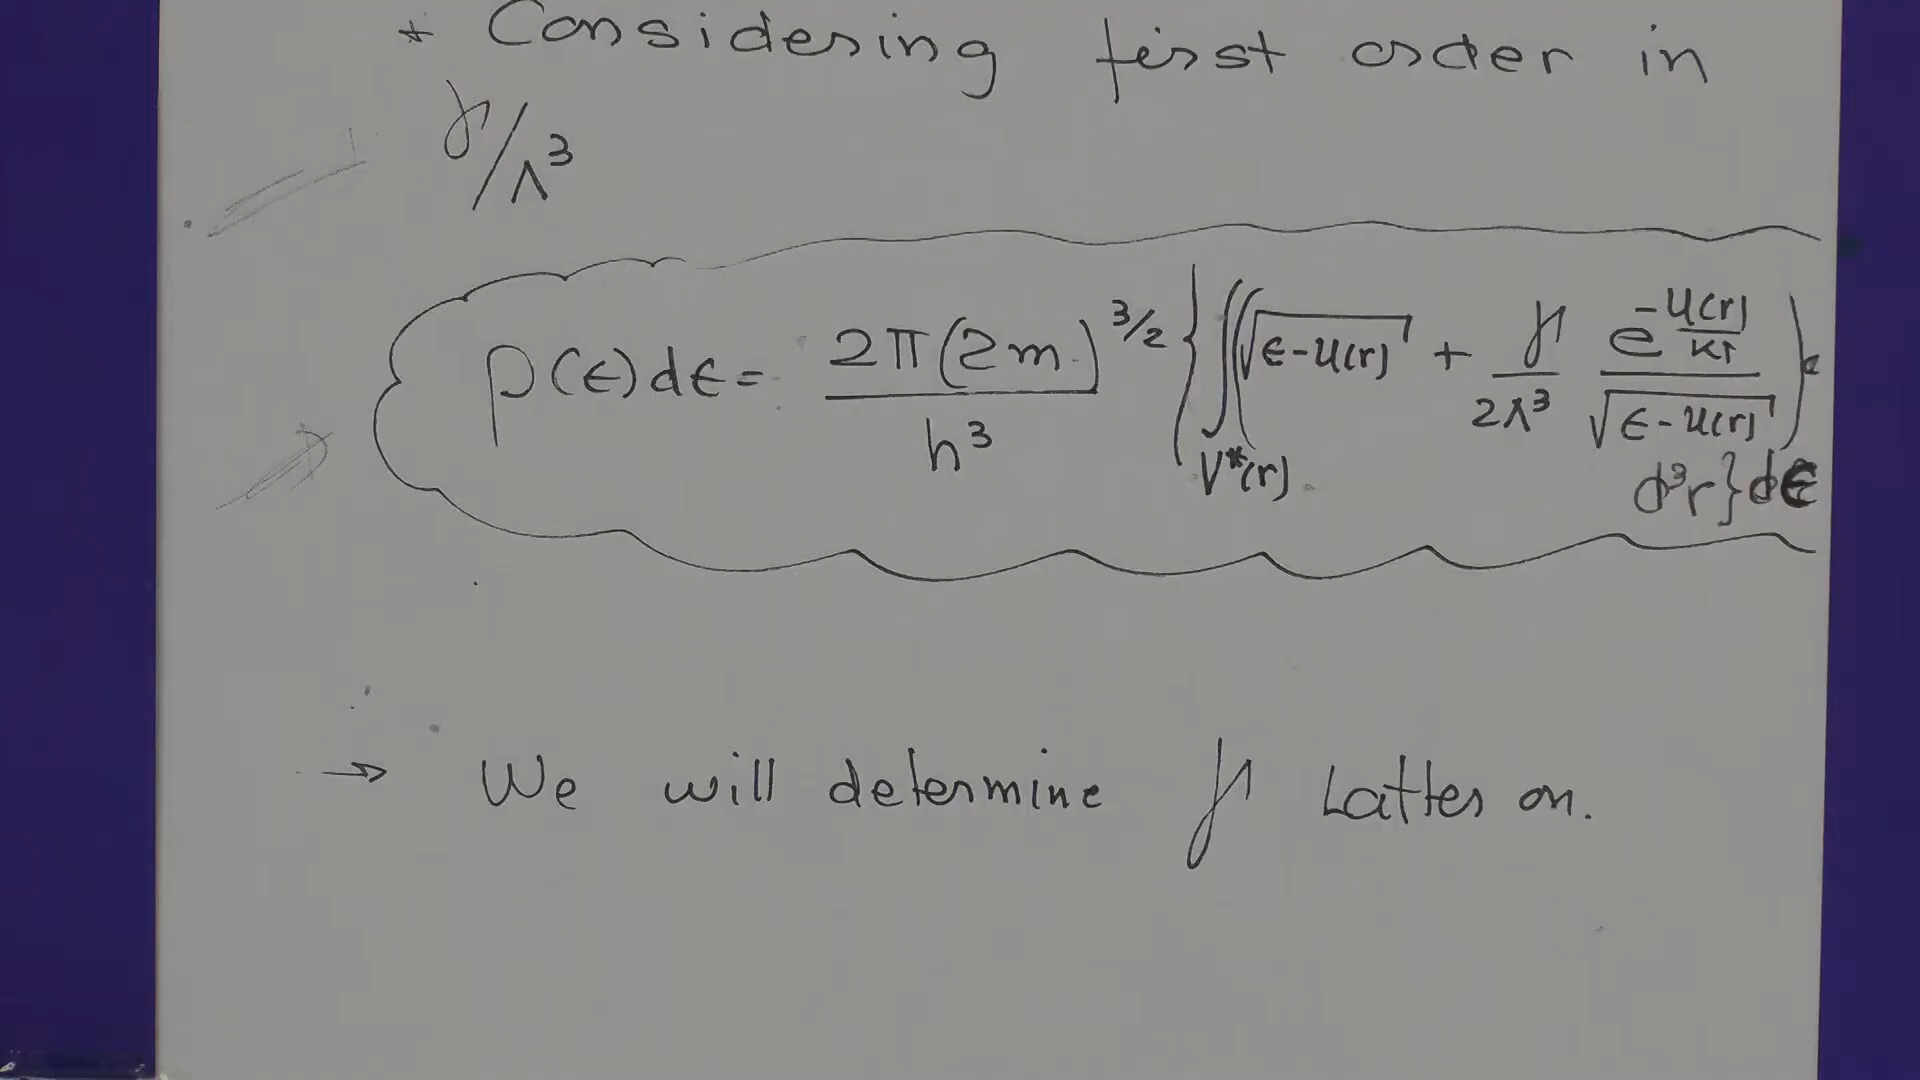 * Considering first order in
γ/Λ³
ρ(ϵ)dϵ = 2π(2m)^3/2 / h³ { ∫_V*(r) ( √ϵ-U(r) + γ/2Λ³ e^-U(r)/KT / √ϵ-U(r) )
d³r} dϵ
→ We will determine γ Latter on.